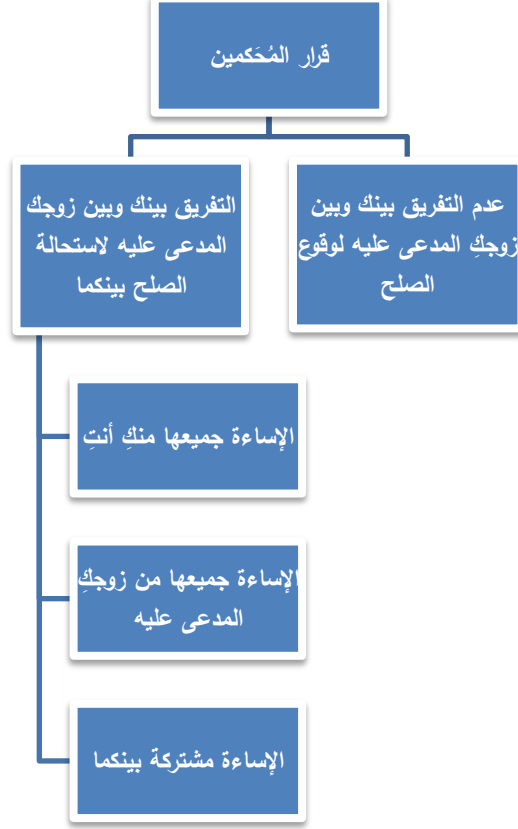 قرار المُحَكمين
عدم التفريق بينك وبين
زوجكِ المدعى عليه لوقوع
الصلح
التفريق بينك وبين زوجك
المدعى عليه لاستحالة
الصلح بينكما
الإساءة جميعها منكِ أنتِ
الإساءة جميعها من زوجكِ
المدعى عليه
الإساءة مشتركة بينكما